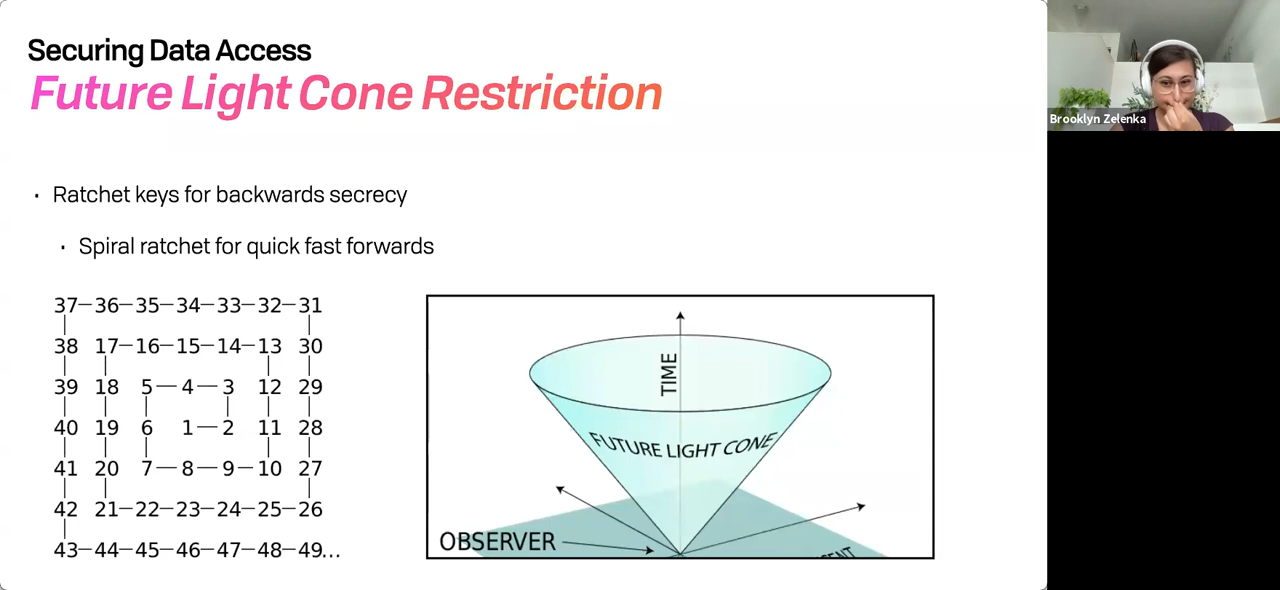 Securing Data Access
Future Light Cone Restriction
Brooklyn Zelenka
· Ratchet keys for backwards secrecy
· Spiral ratchet for quick fast forwards
37—36—35—34—33—32—31
38 17—16—15—14—13 30
39 18 5—4—3 12 29
40 19 6 1—2 11 28
41 20 7—8—9—10 27
42 21—22—23—24—25—26
43—44—45—46—47—48—49...
TIME
FUTURE LIGHT CONE
OBSERVER